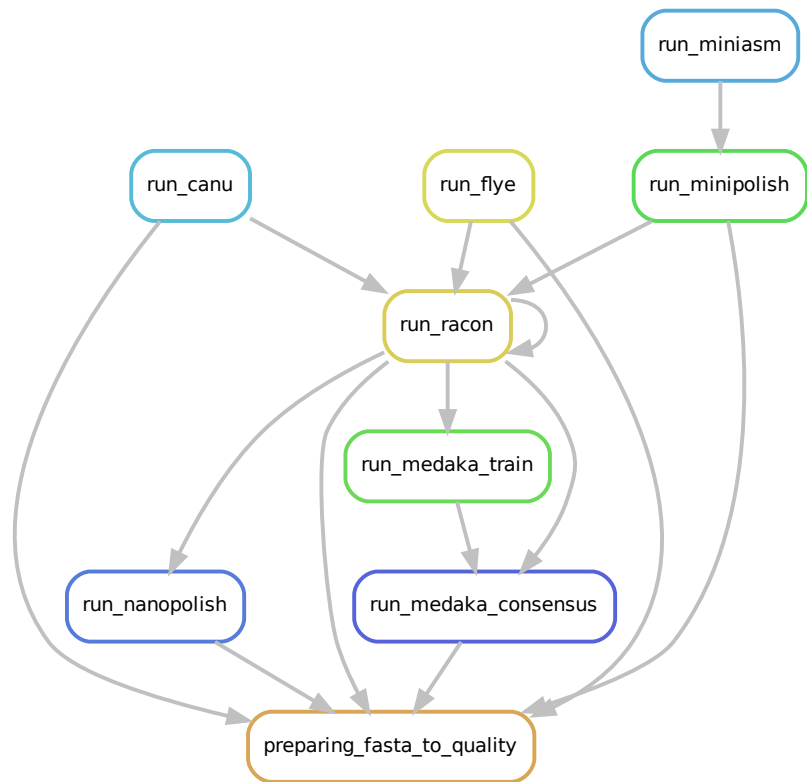 run_miniasm
run_canu
run_flye
run_minipolish
run_racon
run_medaka_train
run_nanopolish
run_medaka_consensus
preparing_fasta_to_quality